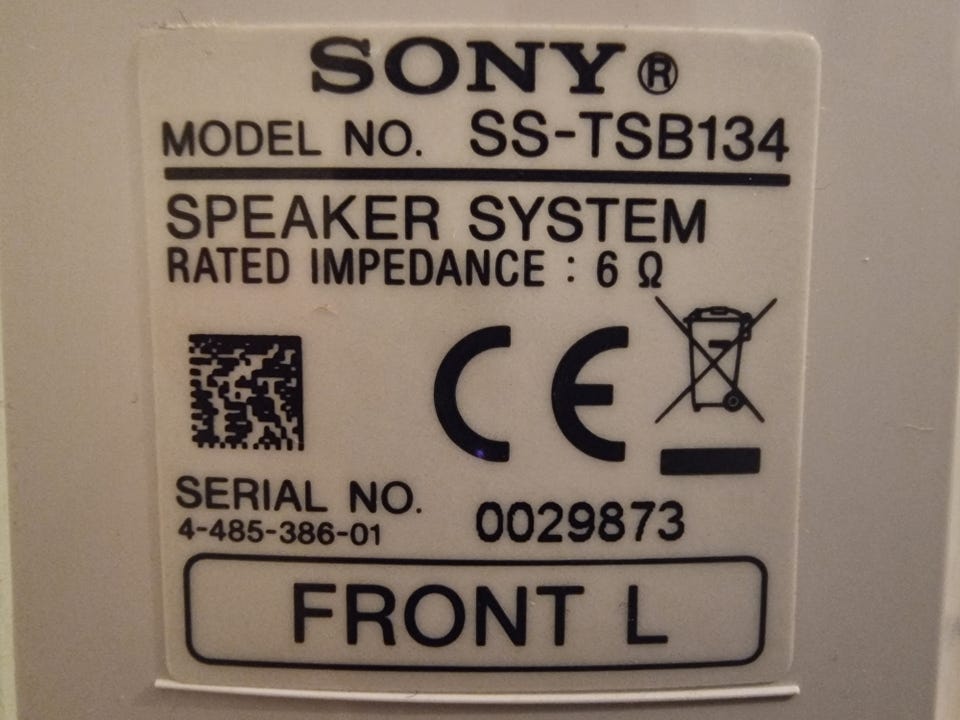 SONY®
MODEL NO. SS-TSB134
SPEAKER SYSTEM
RATED IMPEDANCE : 6 Ω
CE
SERIAL NO. 0029873
4-485-386-01
FRONT L